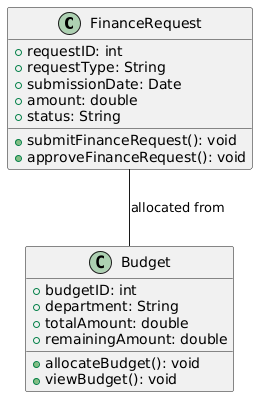 C FinanceRequest
requestID: int
requestType: String
submissionDate: Date
amount: double
status: String
submitFinanceRequest(): void
approveFinanceRequest(): void
allocated from
C Budget
budgetID: int
department: String
totalAmount: double
remainingAmount: double
allocateBudget(): void
viewBudget(): void